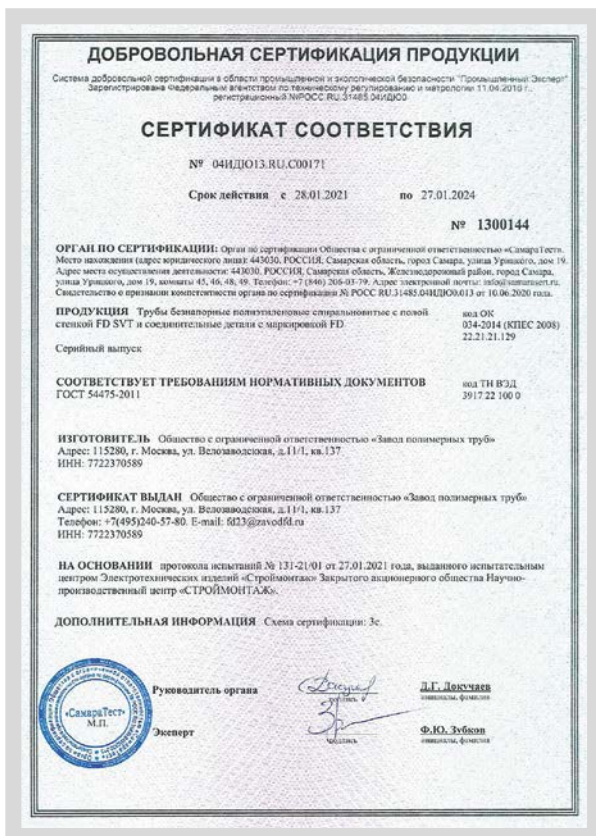 ДОБРОВОЛЬНАЯ СЕРТИФИКАЦИЯ ПРОДУКЦИИ
Система добровольной сертификации в области промышленной и экологической безопасности "Промышленный Эксперт"
Зарегистрирована Федеральным агентством по техническому регулированию и метрологии 11.04.2016 г.,
регистрационный №РОСС RU.31485.04ИДЮ0
СЕРТИФИКАТ СООТВЕТСТВИЯ
№ 04ИДЮ13.RU.С00171
Срок действия с 28.01.2021 по 27.01.2024
№ 1300144
ОРГАН ПО СЕРТИФИКАЦИИ: Орган по сертификации Общества с ограниченной ответственностью «СамараТест».
Место нахождения (адрес юридического лица): 443030, РОССИЯ, Самарская область, город Самара, улица Урицкого, дом 19.
Адрес места осуществления деятельности: 443030, РОССИЯ, Самарская область, Железнодорожный район, город Самара,
улица Урицкого, дом 19, комнаты 45, 46, 48, 49. Телефон: +7 (846) 206-03-79. Адрес электронной почты: info@samarasert.ru.
Свидетельство о признании компетентности органа по сертификации № РОСС RU.31485.04ИДЮ0.013 от 10.06.2020 года.
ПРОДУКЦИЯ Трубы безнапорные полиэтиленовые спиральновитые с полой
стенкой FD SVT и соединительные детали с маркировкой FD
код ОК
034-2014 (КПЕС 2008)
22.21.21.129
Серийный выпуск
СООТВЕТСТВУЕТ ТРЕБОВАНИЯМ НОРМАТИВНЫХ ДОКУМЕНТОВ
ГОСТ 54475-2011
код ТН ВЭД
3917 22 100 0
ИЗГОТОВИТЕЛЬ Общество с ограниченной ответственностью «Завод полимерных труб»
Адрес: 115280, г. Москва, ул. Велозаводская, д.11/1, кв.137
ИНН: 7722370589
СЕРТИФИКАТ ВЫДАН Общество с ограниченной ответственностью «Завод полимерных труб»
Адрес: 115280, г. Москва, ул. Велозаводская, д.11/1, кв.137
Телефон: +7(495)240-57-80. E-mail: fd23@zavodfd.ru
ИНН: 7722370589
НА ОСНОВАНИИ протокола испытаний № 131-21/01 от 27.01.2021 года, выданного испытательным
центром Электротехнических изделий «Строймонтаж» Закрытого акционерного общества Научно-
производственный центр «СТРОЙМОНТАЖ».
ДОПОЛНИТЕЛЬНАЯ ИНФОРМАЦИЯ Схема сертификации: 3с.
Руководитель органа
подпись
Д.Г. Докучаев
инициалы, фамилия
«СамараТест»
М.П.
Эксперт
подпись
Ф.Ю. Зубков
инициалы, фамилия